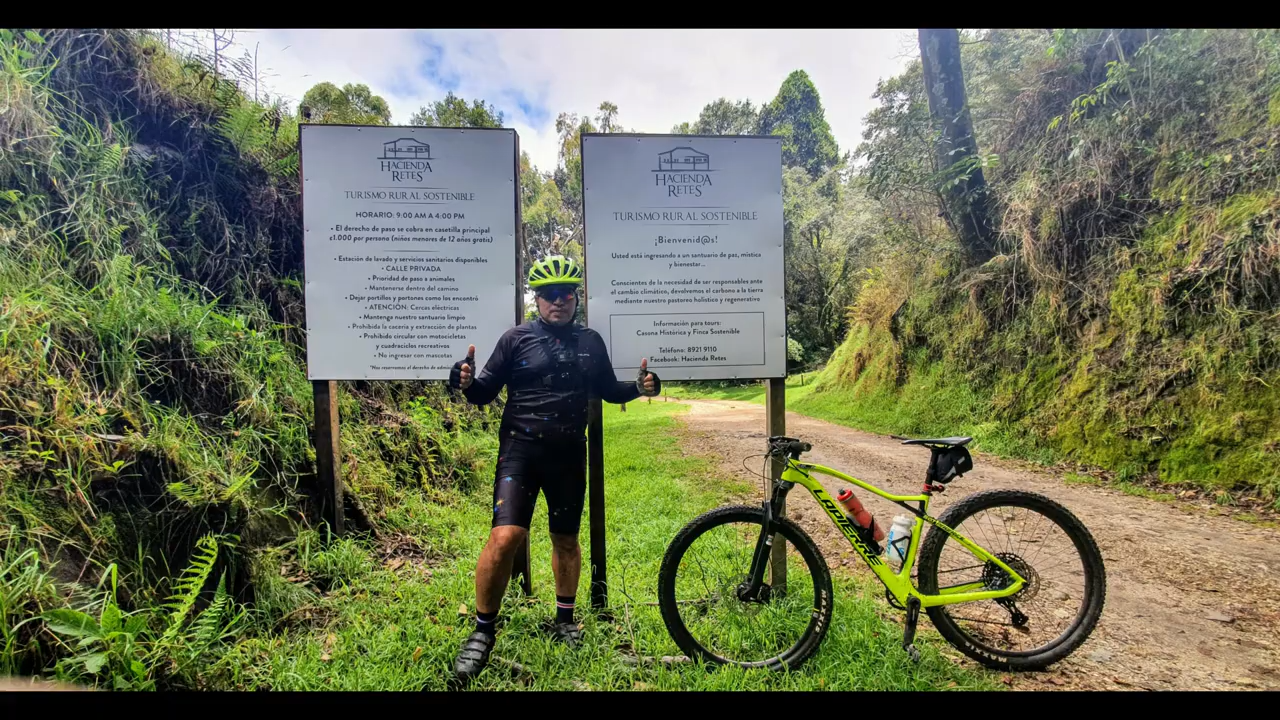 HACIENDA
RETES
TURISMO RURAL SOSTENIBLE
HORARIO: 9:00 AM A 4:00 PM
• El derecho de paso se cobra en casetilla principal
¢1.000 por persona (niños menores de 12 años gratis)
• Estación de lavado y servicios sanitarios disponibles
• CALLE PRIVADA
• Prioridad de paso a animales
• Mantenerse dentro del camino
• Dejar portillos y portones como los encontró
• ATENCIÓN: Cercas eléctricas
• Mantenga nuestro santuario limpio
• Prohibida la cacería y extracción de plantas
• Prohibido circular con motocicletas
y cuadraciclos recreativos
• No ingresar con mascotas
*Nos reservamos el derecho de
HACIENDA
RETES
TURISMO RURAL SOSTENIBLE
¡Bienvenid@s!
Usted está ingresando a un santuario de paz, mística
y bienestar...
Conscientes de la necesidad de ser responsables ante
el cambio climático, devolvemos el carbono a la tierra
mediante nuestro pastoreo holístico y regenerativo
Información para tours:
Casona Histórica y Finca Sostenible
Teléfono: 8921 9110
Facebook: Hacienda Retes
LAPIERRE